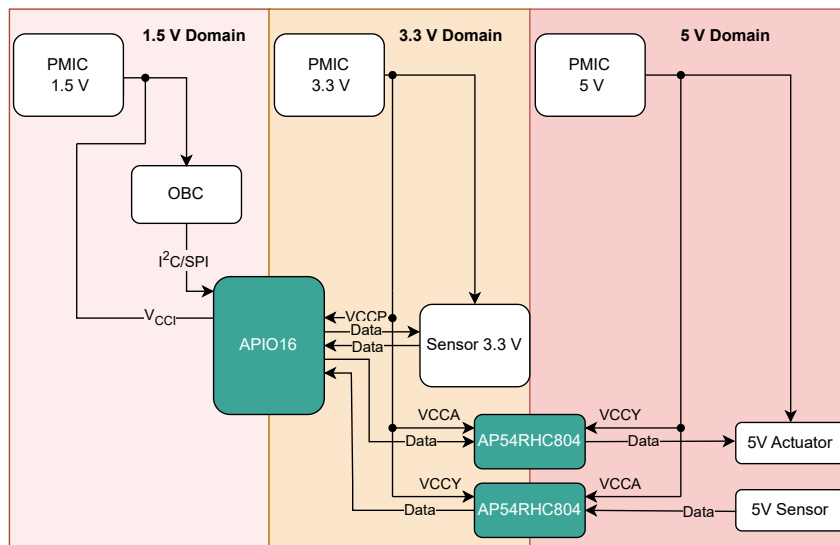 1.5 V Domain
3.3 V Domain
5 V Domain
PMIC
1.5 V
PMIC
3.3 V
PMIC
5 V
OBC
I²C/SPI
VCCI
APIO16
VCCP
Data
Data
Sensor 3.3 V
VCCA
Data
AP54RHC804
VCCY
Data
5V Actuator
VCCY
Data
AP54RHC804
VCCA
Data
5V Sensor